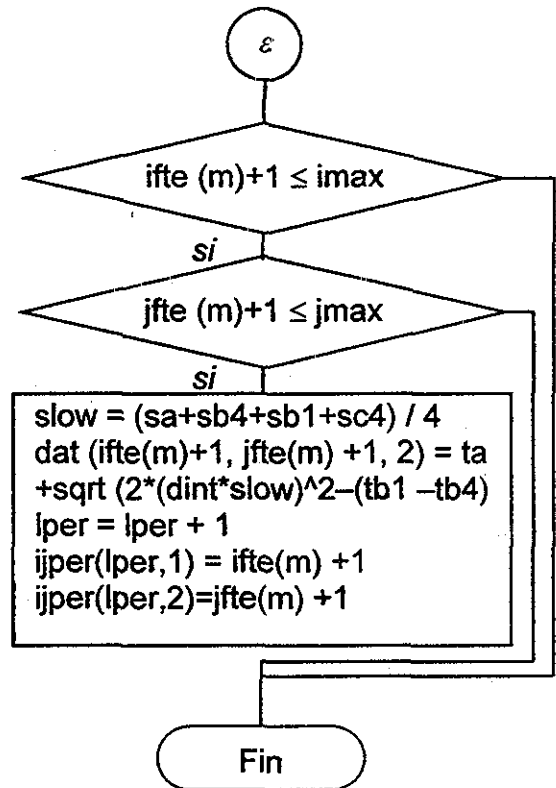 ε
ifte (m)+1 ≤ imax
si
jfte (m)+1 ≤ jmax
si
slow = (sa+sb4+sb1+sc4) / 4
dat (ifte(m)+1, jfte(m) +1, 2) = ta
+sqrt (2*(dint*slow)^2–(tb1 –tb4)
lper = lper + 1
ijper(lper,1) = ifte(m) +1
ijper(lper,2)=jfte(m) +1
Fin